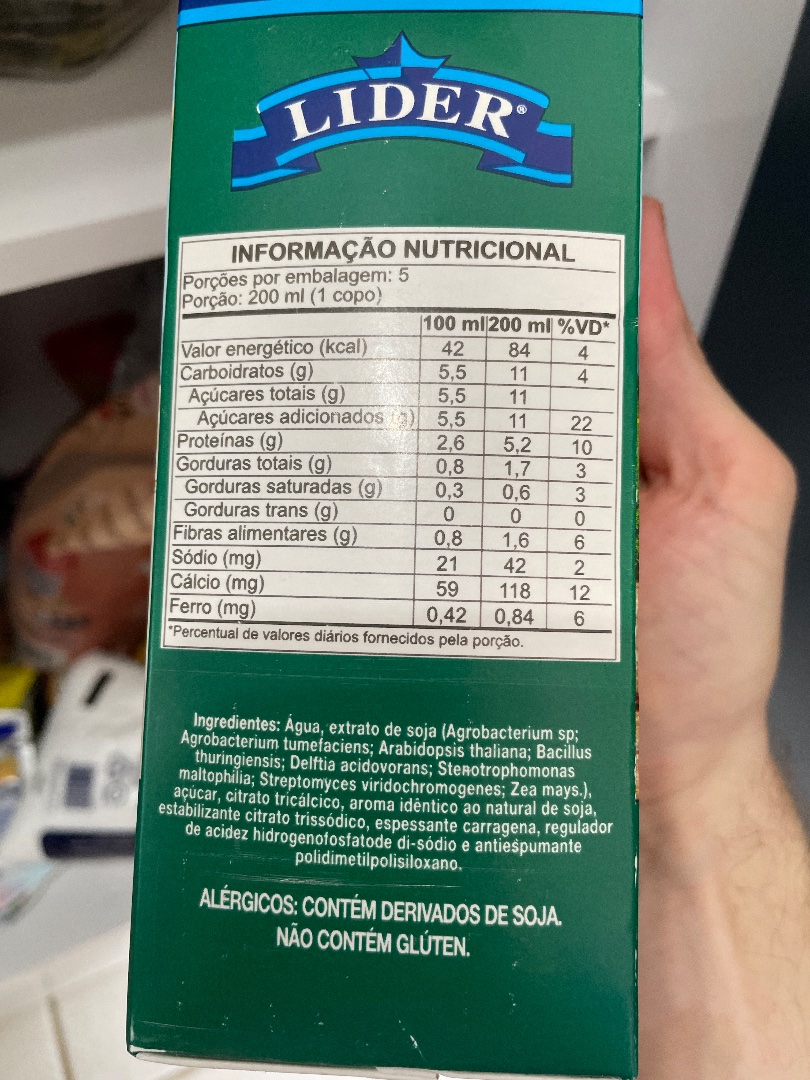 LIDER®
INFORMAÇÃO NUTRICIONAL
Porções por embalagem: 5
Porção: 200 ml (1 copo)
100 ml 200 ml %VD*
Valor energético (kcal) 42 84 4
Carboidratos (g) 5,5 11 4
Açúcares totais (g) 5,5 11
Açúcares adicionados (g) 5,5 11 22
Proteínas (g) 2,6 5,2 10
Gorduras totais (g) 0,8 1,7 3
Gorduras saturadas (g) 0,3 0,6 3
Gorduras trans (g) 0 0 0
Fibras alimentares (g) 0,8 1,6 6
Sódio (mg) 21 42 2
Cálcio (mg) 59 118 12
Ferro (mg) 0,42 0,84 6
*Percentual de valores diários fornecidos pela porção.
Ingredientes: Água, extrato de soja (Agrobacterium sp;
Agrobacterium tumefaciens; Arabidopsis thaliana; Bacillus
thuringiensis; Delftia acidovorans; Stenotrophomonas
maltophilia; Streptomyces viridochromogenes; Zea mays.),
açúcar, citrato tricálcico, aroma idêntico ao natural de soja,
estabilizante citrato trissódico, espessante carragena, regulador
de acidez hidrogenofosfatode di-sódio e antiespumante
polidimetilpolisiloxano.
ALÉRGICOS: CONTÉM DERIVADOS DE SOJA.
NÃO CONTÉM GLÚTEN.